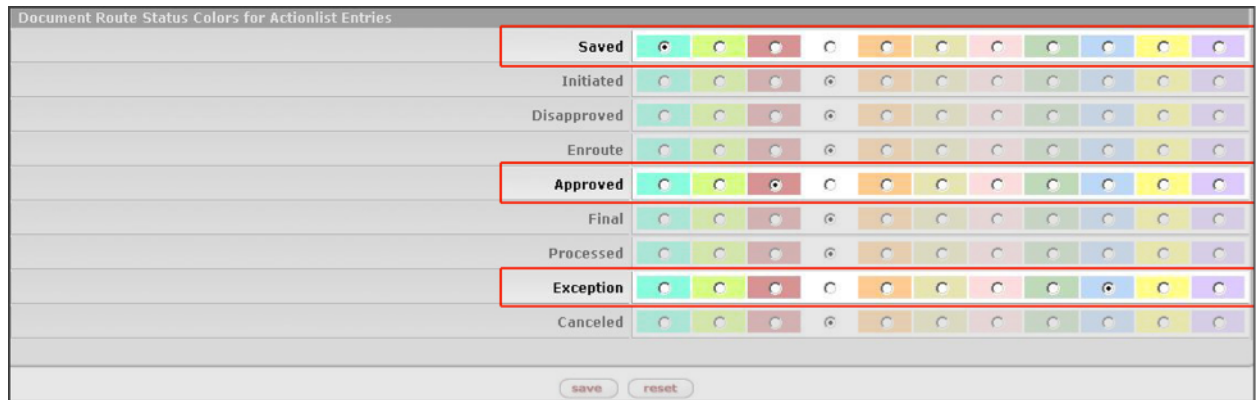 Document Route Status Colors for Actionlist Entries
Saved
Initiated
Disapproved
Enroute
Approved
Final
Processed
Exception
Canceled
save reset